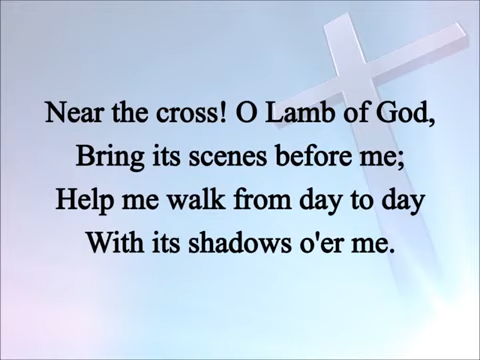 Near the cross! O Lamb of God,
Bring its scenes before me;
Help me walk from day to day
With its shadows o'er me.